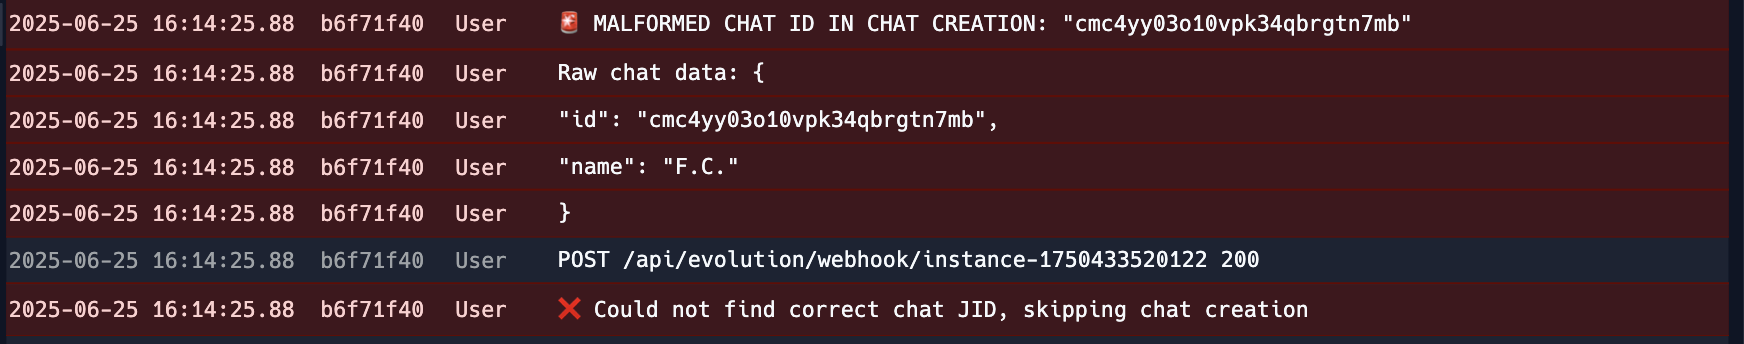 2025-06-25 16:14:25.88 b6f71f40 User 🚨 MALFORMED CHAT ID IN CHAT CREATION: "cmc4yy03o10vpk34qbrgtn7mb"
2025-06-25 16:14:25.88 b6f71f40 User Raw chat data: {
2025-06-25 16:14:25.88 b6f71f40 User "id": "cmc4yy03o10vpk34qbrgtn7mb",
2025-06-25 16:14:25.88 b6f71f40 User "name": "F.C."
2025-06-25 16:14:25.88 b6f71f40 User }
2025-06-25 16:14:25.88 b6f71f40 User POST /api/evolution/webhook/instance-1750433520122 200
2025-06-25 16:14:25.88 b6f71f40 User ❌ Could not find correct chat JID, skipping chat creation